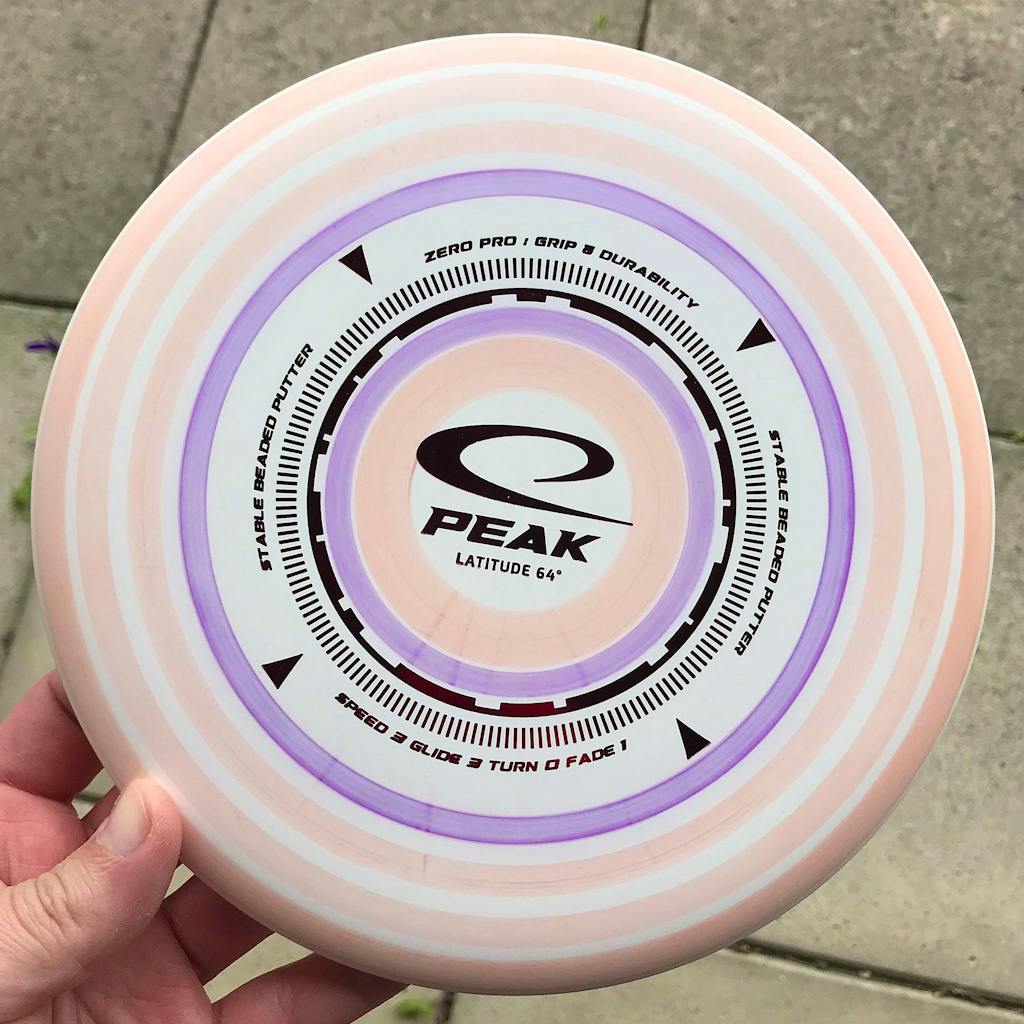 ZERO PRO : GRIP & DURABILITY
STABLE BEADED PUTTER
STABLE BEADED PUTTER
PEAK
LATITUDE 64°
SPEED 3 GLIDE 3 TURN 0 FADE 1